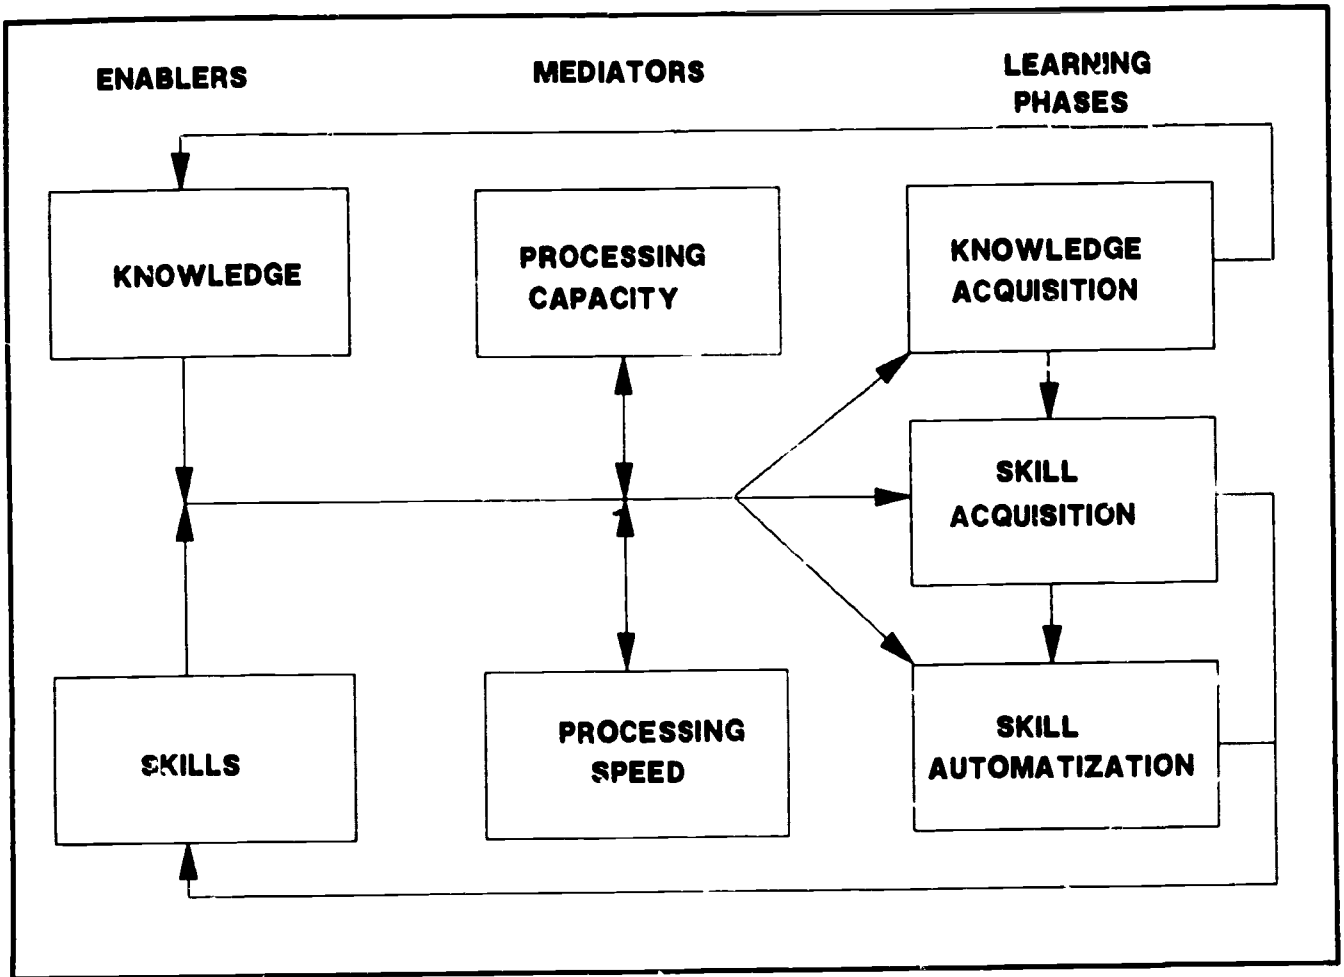 ENABLERS
MEDIATORS
LEARNING
PHASES
KNOWLEDGE
PROCESSING
CAPACITY
KNOWLEDGE
ACQUISITION
SKILL
ACQUISITION
SKILLS
PROCESSING
SPEED
SKILL
AUTOMATIZATION